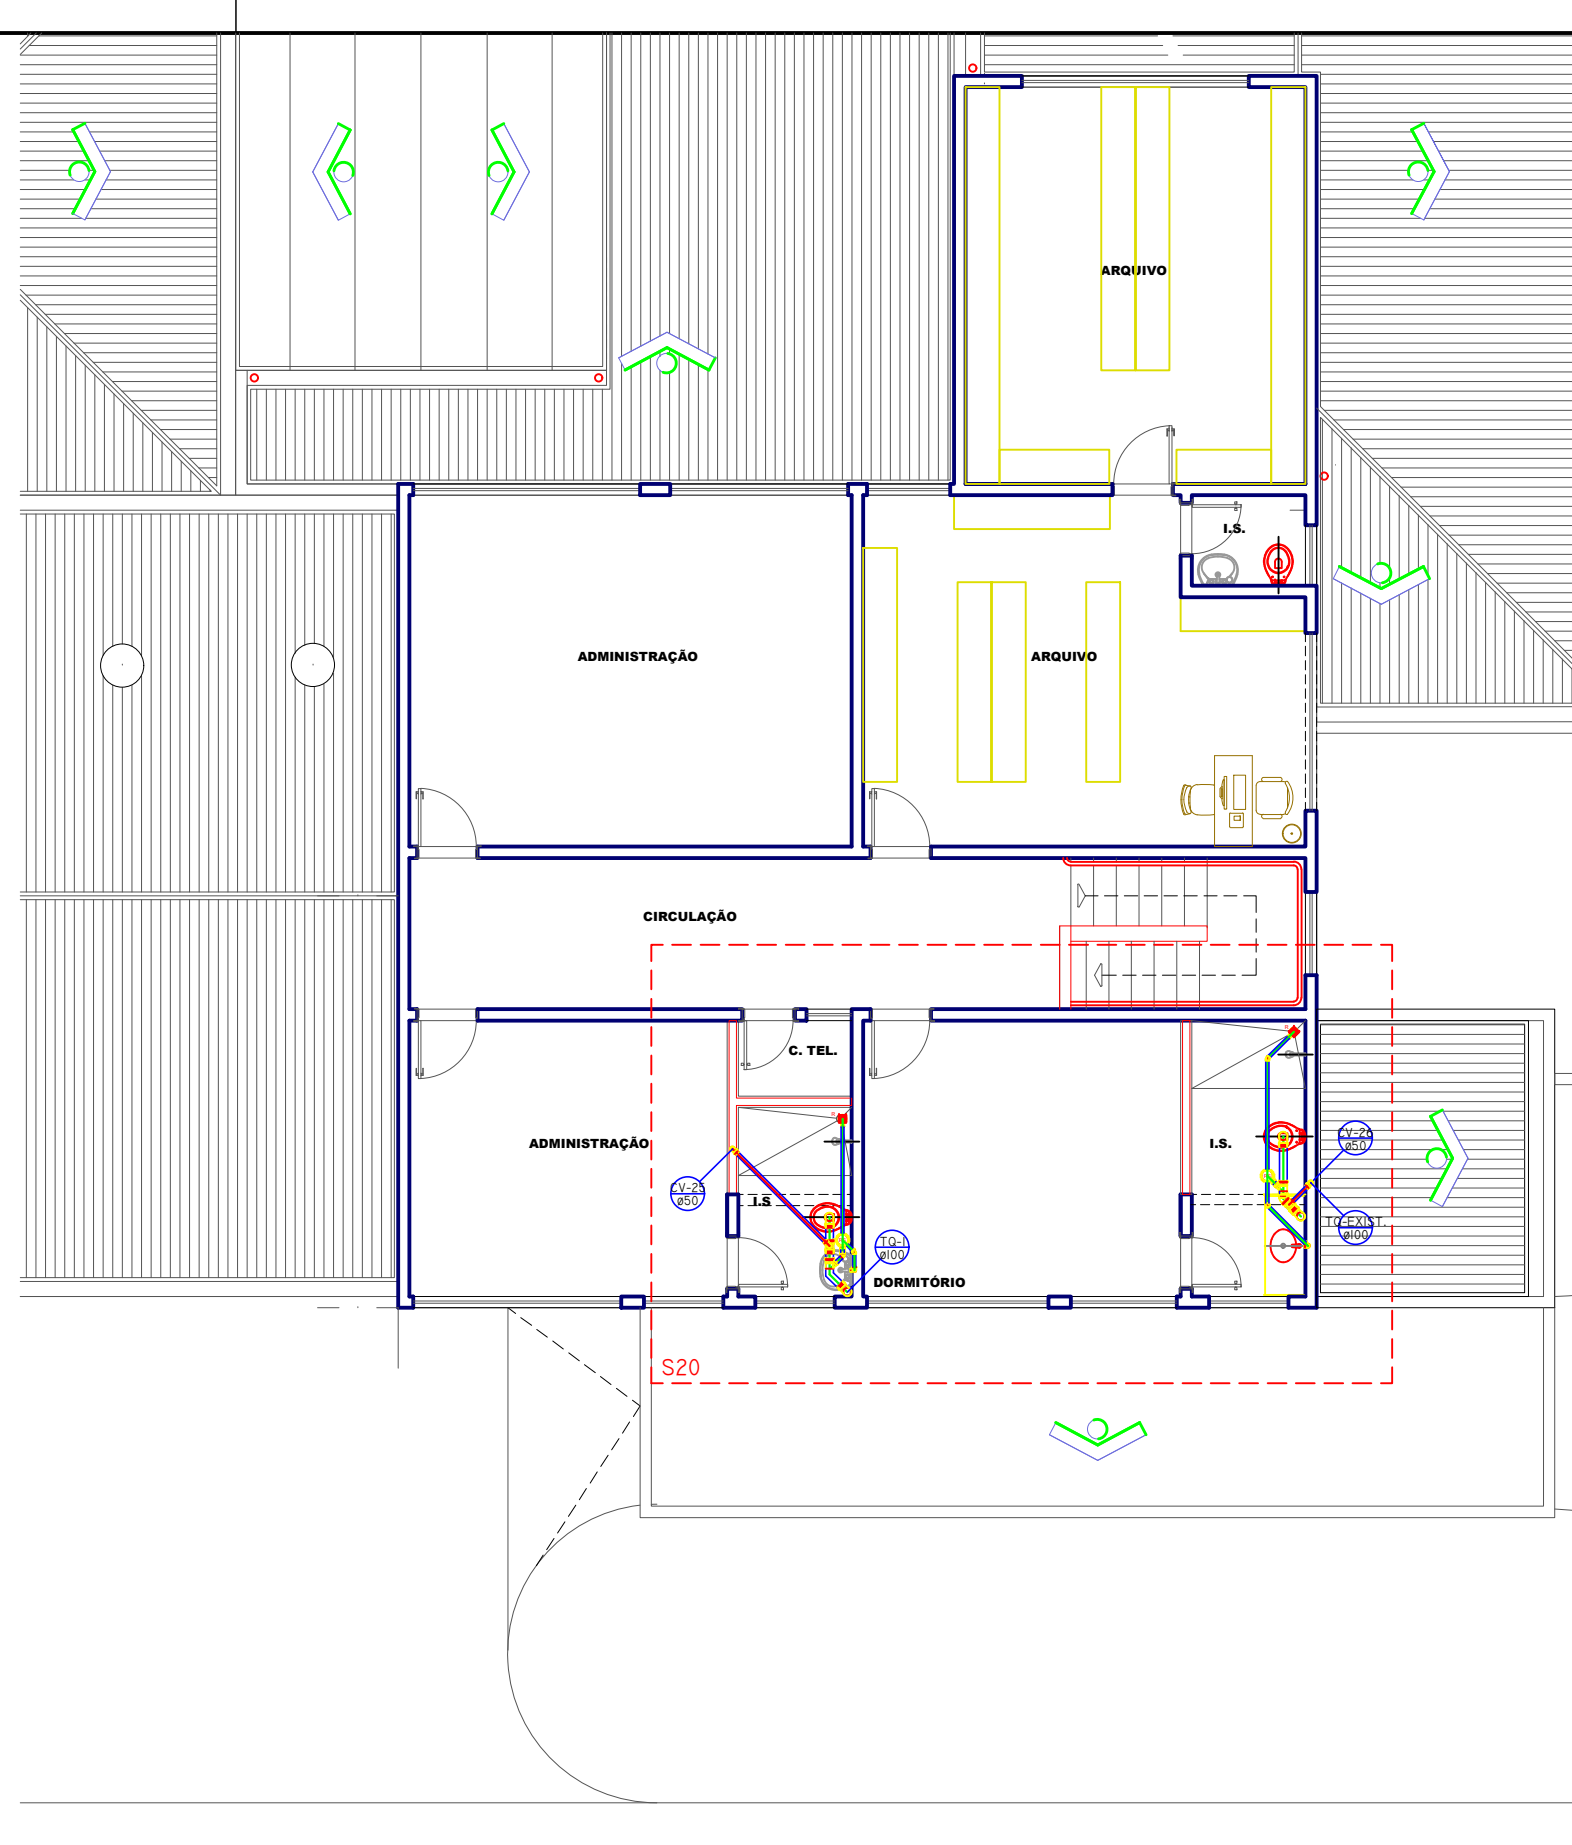 ARQUIVO
I.S.
ADMINISTRAÇÃO
ARQUIVO
CIRCULAÇÃO
C. TEL.
ADMINISTRAÇÃO
I.S.
CV-26
ø50
CV-25
ø50
I.S
TQ-EXIST.
ø100
TQ-1
ø100
DORMITÓRIO
S20